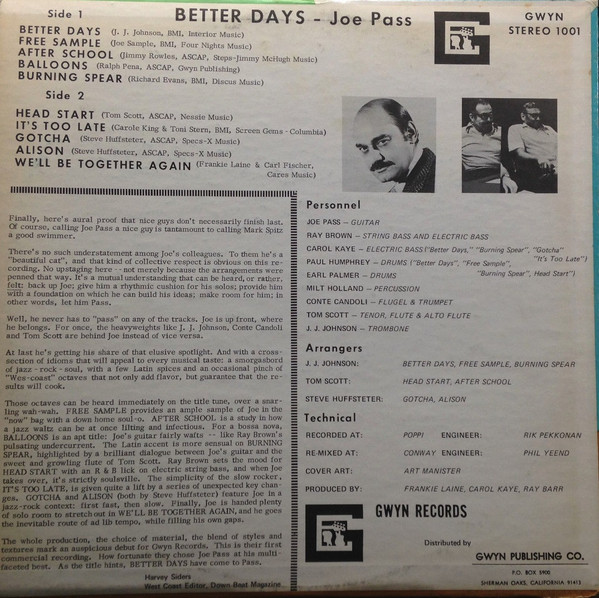 Side 1
BETTER DAYS - Joe Pass
GWYN
STEREO 1001
BETTER DAYS (J. J. Johnson, BMI, Interior Music)
FREE SAMPLE (Joe Sample, BMI, Four Nights Music)
AFTER SCHOOL (Jimmy Rowles, ASCAP, Steps-Jimmy McHugh Music)
BALLOONS (Ralph Pena, ASCAP, Gwyn Publishing)
BURNING SPEAR (Richard Evans, BMI, Discus Music)
Side 2
HEAD START (Tom Scott, ASCAP, Nessie Music)
IT'S TOO LATE (Carole King & Toni Stern, BMI, Screen Gems-Columbia)
GOTCHA (Steve Huffsteter, ASCAP, Specs-X Music)
ALISON (Steve Huffsteter, ASCAP, Specs-X Music)
WE'LL BE TOGETHER AGAIN (Frankie Laine & Carl Fischer,
Cares Music)
Finally, here's aural proof that nice guys don't necessarily finish last.
Of course, calling Joe Pass a nice guy is tantamount to calling Mark Spitz
a good swimmer.
There's no such understatement among Joe's colleagues. To them he's a
"beautiful cat", and that kind of collective respect is obvious on this re-
cording. No upstaging here -- not merely because the arrangements were
penned that way. It's a mutual understanding that can be heard, or rather,
felt: back up Joe; give him a rhythmic cushion for his solos; provide him
with a foundation on which he can build his ideas; make room for him; in
other words, let him Pass.
Well, he never has to "pass" on any of the tracks. Joe is up front, where
he belongs. For once, the heavyweights like J. J. Johnson, Conte Candoli
and Tom Scott are behind Joe instead of vice versa.
At last he's getting his share of that elusive spotlight. And with a cross-
section of idioms that will appeal to every musical taste: a smorgasbord
of jazz-rock-soul, with a few Latin spices and an occasional pinch of
"Wes-coast" octaves that not only add flavor, but guarantee that the re-
sults will cook.
Those octaves can be heard immediately on the title tune, over a snar-
ling wah-wah. FREE SAMPLE provides an ample sample of Joe in the
"now" bag with a down home soul-o. AFTER SCHOOL is a study in how
a jazz waltz can be at once lilting and infectious. For a bossa nova,
BALLOONS is an apt title: Joe's guitar fairly wafts -- like Ray Brown's
pulsating undercurrent. The Latin accent is more sensual on BURNING
SPEAR, highlighted by a brilliant dialogue between Joe's guitar and the
sweet and growling flute of Tom Scott. Ray Brown sets the mood for
HEAD START with an R & B lick on electric string bass, and when Joe
takes over, it's strictly soulsville. The simplicity of the slow rocker,
IT'S TOO LATE, is given quite a lift by a series of unexpected key chan-
ges. GOTCHA and ALISON (both by Steve Huffsteter) feature Joe in a
jazz-rock context: first fast, then slow. Finally, Joe is handed plenty
of solo room to stretch out in WE'LL BE TOGETHER AGAIN, and he goes
the inevitable route of ad lib tempo, while filling his own gaps.
The whole production, the choice of material, the blend of styles and
textures mark an auspicious debut for Gwyn Records. This is their first
commercial recording. How fortunate they chose Joe Pass at his multi-
faceted best. As the title hints, BETTER DAYS have come to Pass.
Harvey Siders
West Coast Editor, Down Beat Magazine
Personnel
JOE PASS – GUITAR
RAY BROWN – STRING BASS AND ELECTRIC BASS
CAROL KAYE – ELECTRIC BASS ("Better Days," "Burning Spear", "Gotcha"
"It's Too Late")
PAUL HUMPHREY – DRUMS ("Better Days", "Free Sample",
"Burning Spear", Head Start")
EARL PALMER – DRUMS
MILT HOLLAND – PERCUSSION
CONTE CANDOLI – FLUGEL & TRUMPET
TOM SCOTT – TENOR, FLUTE & ALTO FLUTE
J. J. JOHNSON – TROMBONE
Arrangers
J. J. JOHNSON: BETTER DAYS, FREE SAMPLE, BURNING SPEAR
TOM SCOTT: HEAD START, AFTER SCHOOL
STEVE HUFFSTETER: GOTCHA, ALISON
Technical
RECORDED AT: POPPI ENGINEER: RIK PEKKONAN
RE-MIXED AT: CONWAY ENGINEER: PHIL YEEND
COVER ART: ART MANISTER
PRODUCED BY: FRANKIE LAINE, CAROL KAYE, RAY BARR
GWYN RECORDS
Distributed by
GWYN PUBLISHING CO.
P.O. BOX 5900
SHERMAN OAKS, CALIFORNIA 91413